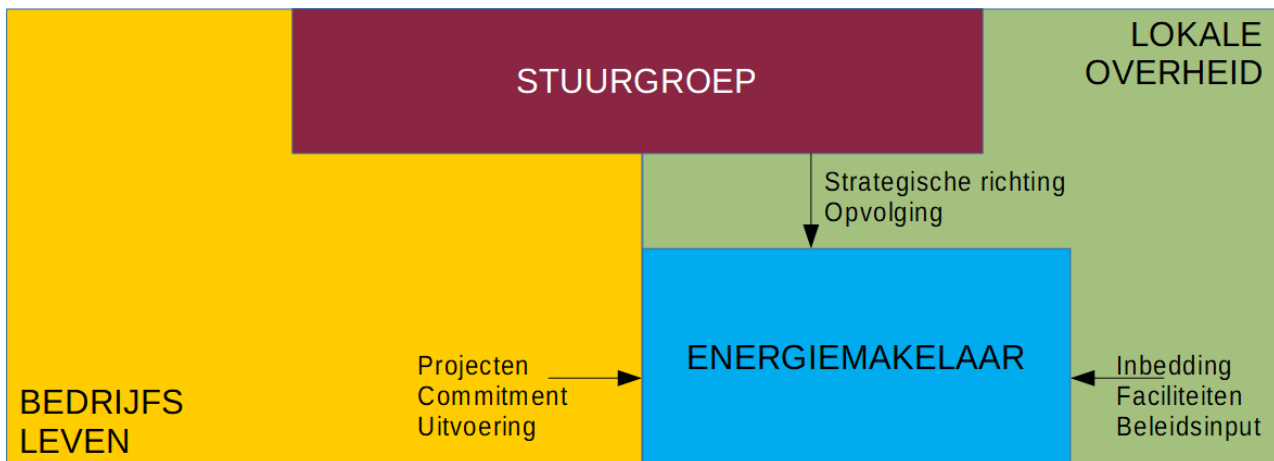 STUURGROEP
LOKALE
OVERHEID
Strategische richting
Opvolging
ENERGIEMAKELAAR
Projecten
Commitment
Uitvoering
Inbedding
Faciliteiten
Beleidsinput
BEDRIJFS
LEVEN